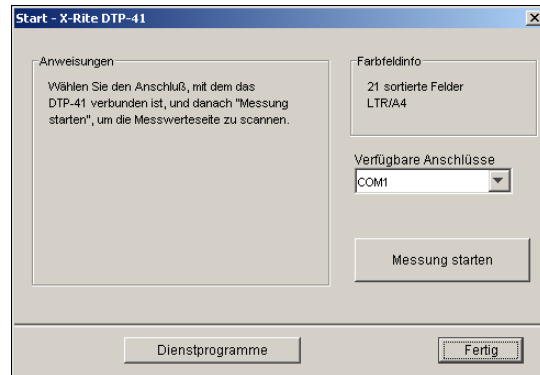 Start - X-Rite DTP-41
Anweisungen
Wählen Sie den Anschluß, mit dem das
DTP-41 verbunden ist, und danach "Messung
starten", um die Messwerteseite zu scannen.
Farbfeldinfo
21 sortierte Felder
LTR/A4
Verfügbare Anschlüsse
COM1
Messung starten
Dienstprogramme
Fertig